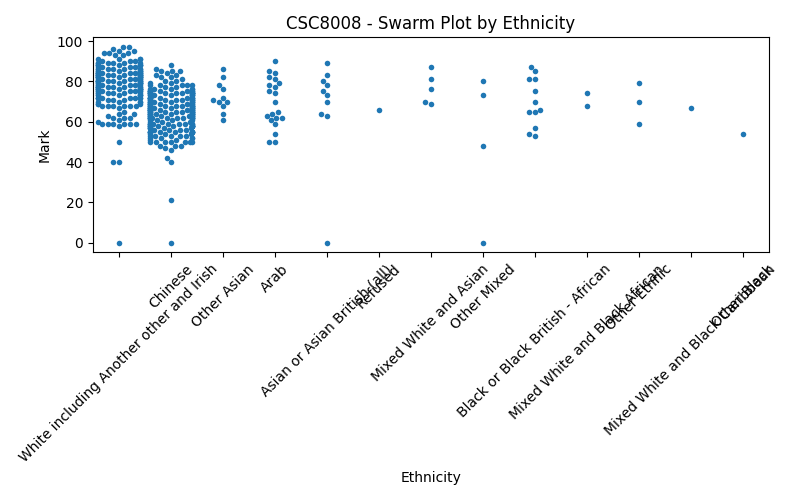 CSC8008 - Swarm Plot by Ethnicity
100
80
60
40
20
0
Mark
White including Another other and Irish
Chinese
Other Asian
Arab
Asian or Asian British (all)
Refused
Mixed White and Asian
Other Mixed
Black or Black British - African
Mixed White and Black African
Other Ethnic
Mixed White and Black Caribbean
Other Black
Ethnicity